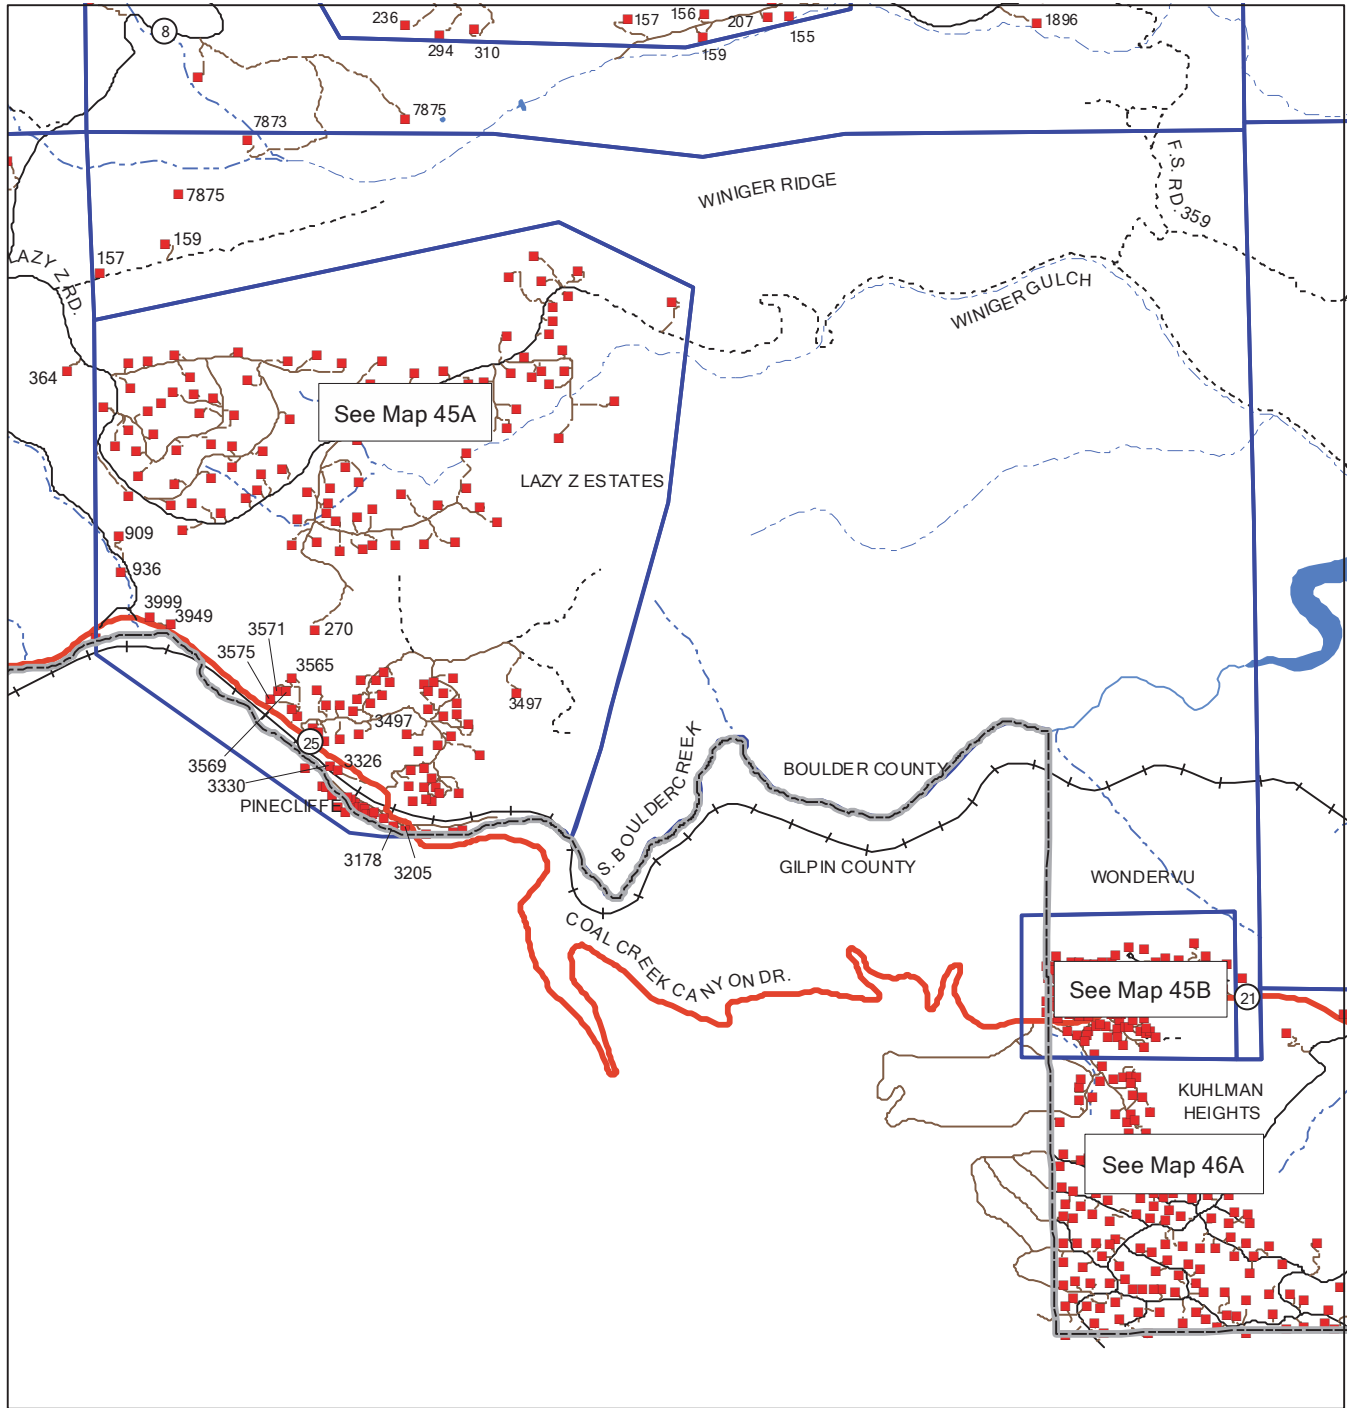 8
236
294
310
157
156
207
155
159
1896
7873
7875
7875
159
157
WINIGER RIDGE
F.S. RD. 359
AZY Z RD.
WINIGER GULCH
364
See Map 45A
LAZY Z ESTATES
909
936
3999
3949
270
3571
3575
3565
3497
3497
25
3569
3330
3326
PINECLIFFE
3178
3205
S. BOULDER CREEK
BOULDER COUNTY
GILPIN COUNTY
COAL CREEK CANYON DR.
WONDERVU
See Map 45B
21
KUHLMAN
HEIGHTS
See Map 46A